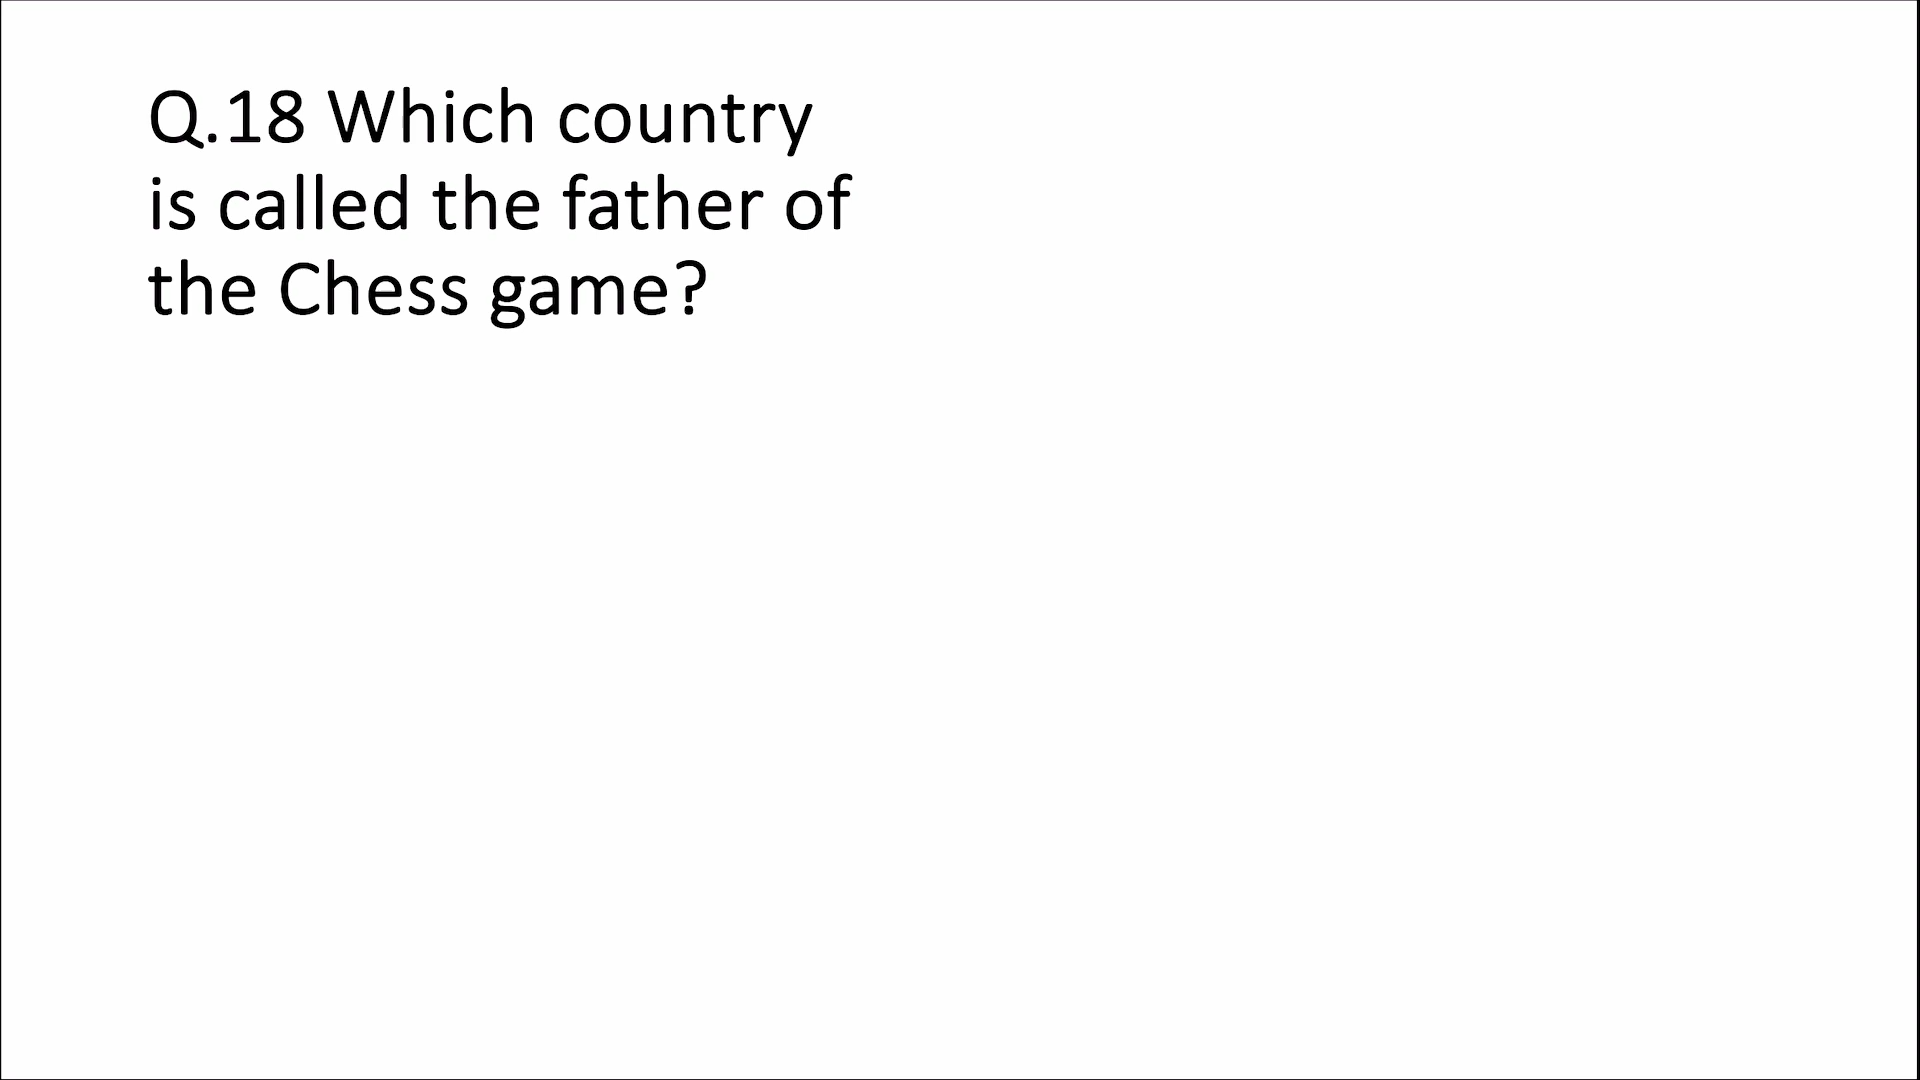 Q.18 Which country
is called the father of
the Chess game?